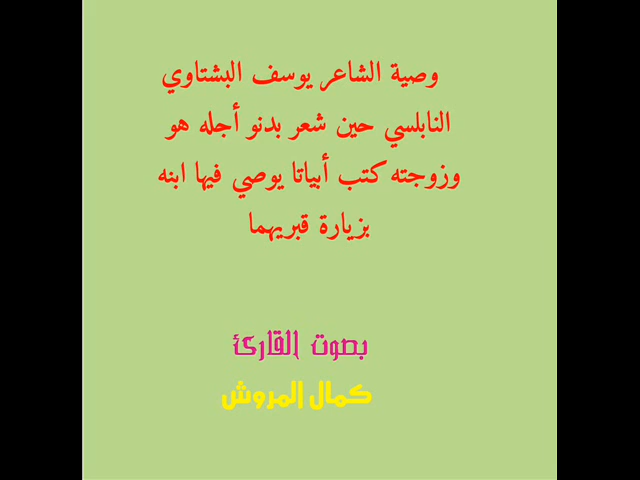 وصية الشاعر يوسف البشتاوي
النابلسي حين شعر بدنو أجله هو
وزوجته كتب أبياتا يوصي فيها ابنه
بزيارة قبريهما
بصوت القارئ
كمال المروش